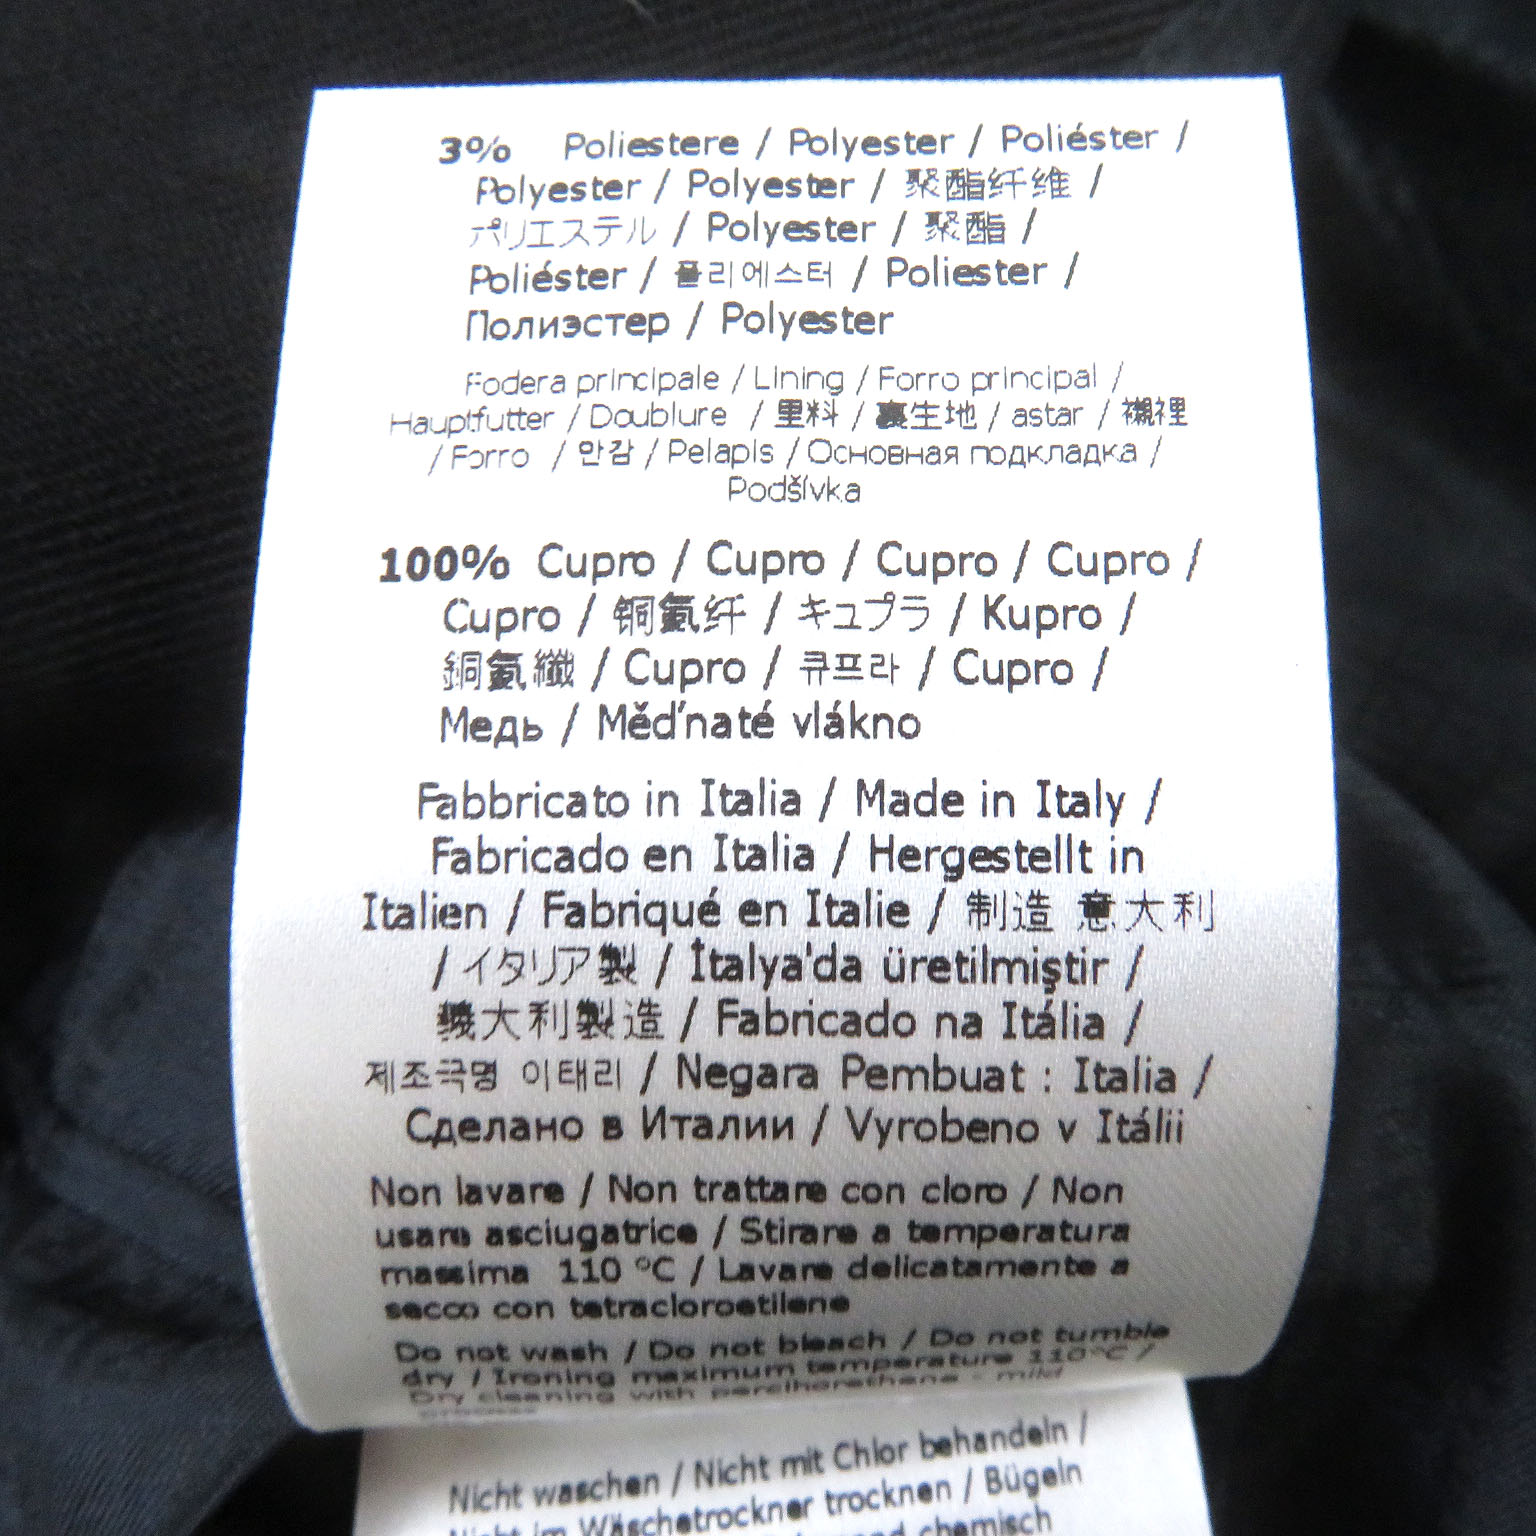 3% Poliestere / Polyester / Poliéster /
Polyester / Polyester / 聚酯纤维 /
パリエステル / Polyester / 聚酯 /
Poliéster / 폴리에스터 / Poliester /
Полиэстер / Polyester
Fodera principale / Lining / Forro principal /
Hauptfutter / Doublure / 里料 / 裏生地 / astar / 襯裡
/ Forro / 안감 / Pelapis / Основная подкладка /
Podšívka
100% Cupro / Cupro / Cupro / Cupro /
Cupro / 铜氨纤 / キュプラ / Kupro /
銅氨纖 / Cupro / 큐프라 / Cupro /
Медь / Měďnaté vlákno
Fabbricato in Italia / Made in Italy /
Fabricado en Italia / Hergestellt in
Italien / Fabriqué en Italie / 制造 意大利
/ イタリア製 / İtalya'da üretilmiştir /
義大利製造 / Fabricado na Itália /
제조국명 이태리 / Negara Pembuat : Italia /
Сделано в Италии / Vyrobeno v Itálii
Non lavare / Non trattare con cloro / Non
usare asciugatrice / Stirare a temperatura
massima 110 °C / Lavare delicatamente a
secco con tetracloroetilene
Do not wash / Do not bleach / Do not tumble
dry / Ironing maximum temperature 110°C /
Dry cleaning with - mild
process
Nicht waschen / Nicht mit Chlor behandeln /
Nicht im Wäschetrockner trocknen / Bügeln
chemisch